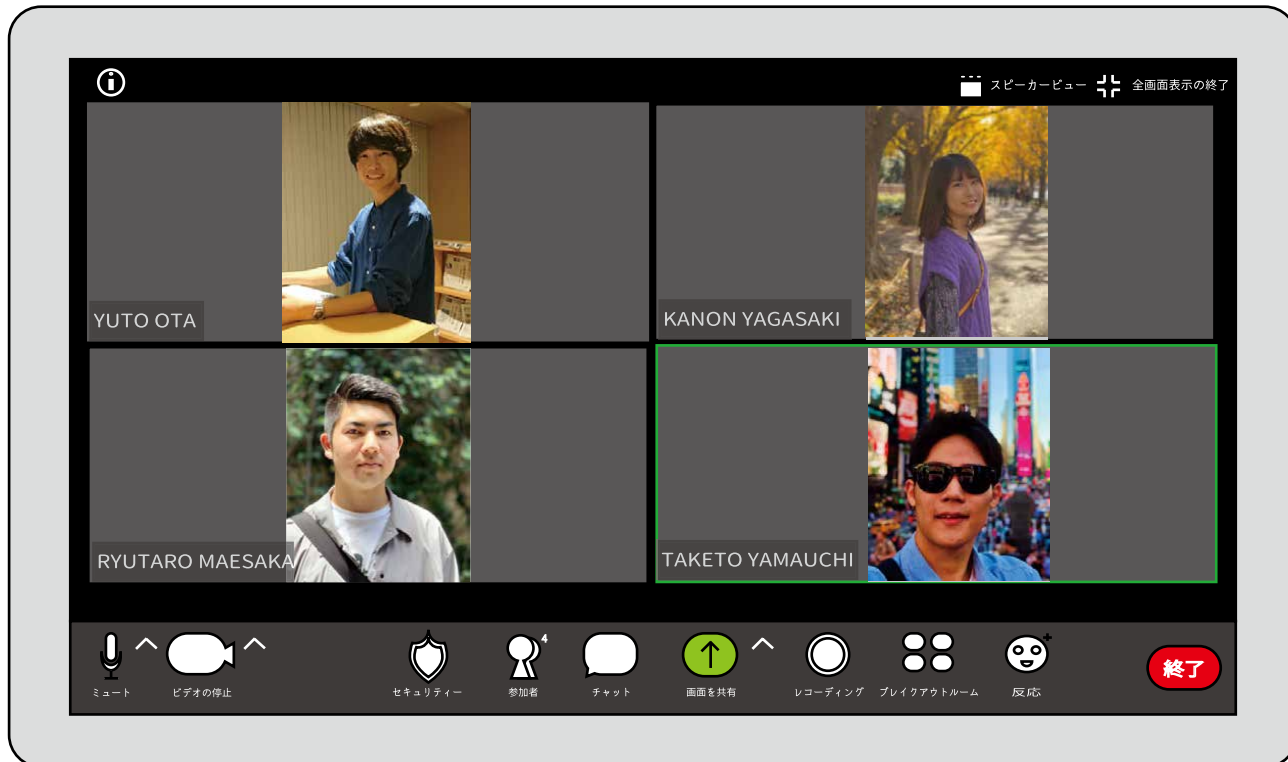 スピーカービュー 全画面表示の終了
YUTO OTA
KANON YAGASAKI
RYUTARO MAESAKA
TAKETO YAMAUCHI
4
ミュート ビデオの停止 セキュリティー 参加者 チャット 画面を共有 レコーディング ブレイクアウトルーム 反応 終了